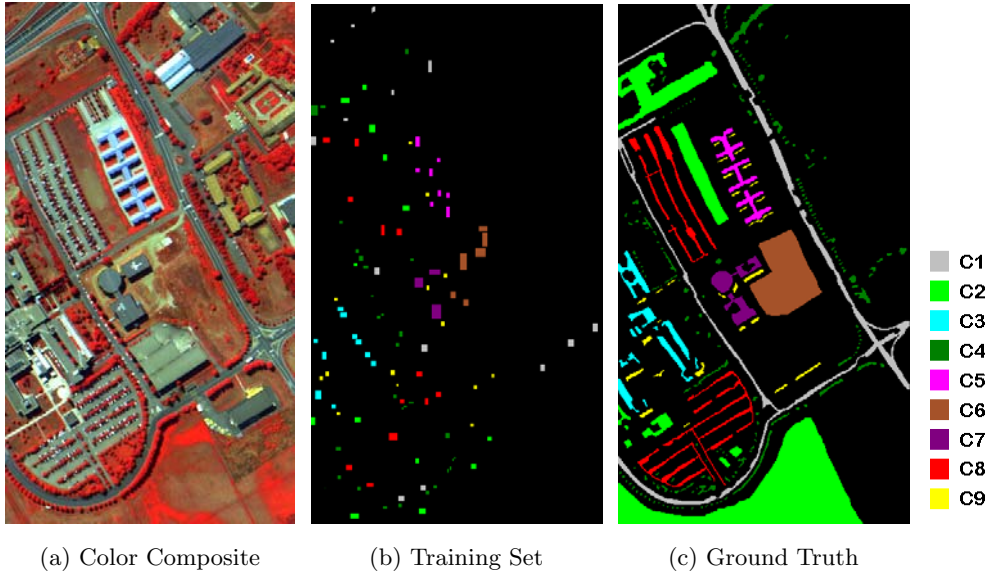 C1
C2
C3
C4
C5
C6
C7
C8
C9
(a) Color Composite
(b) Training Set
(c) Ground Truth